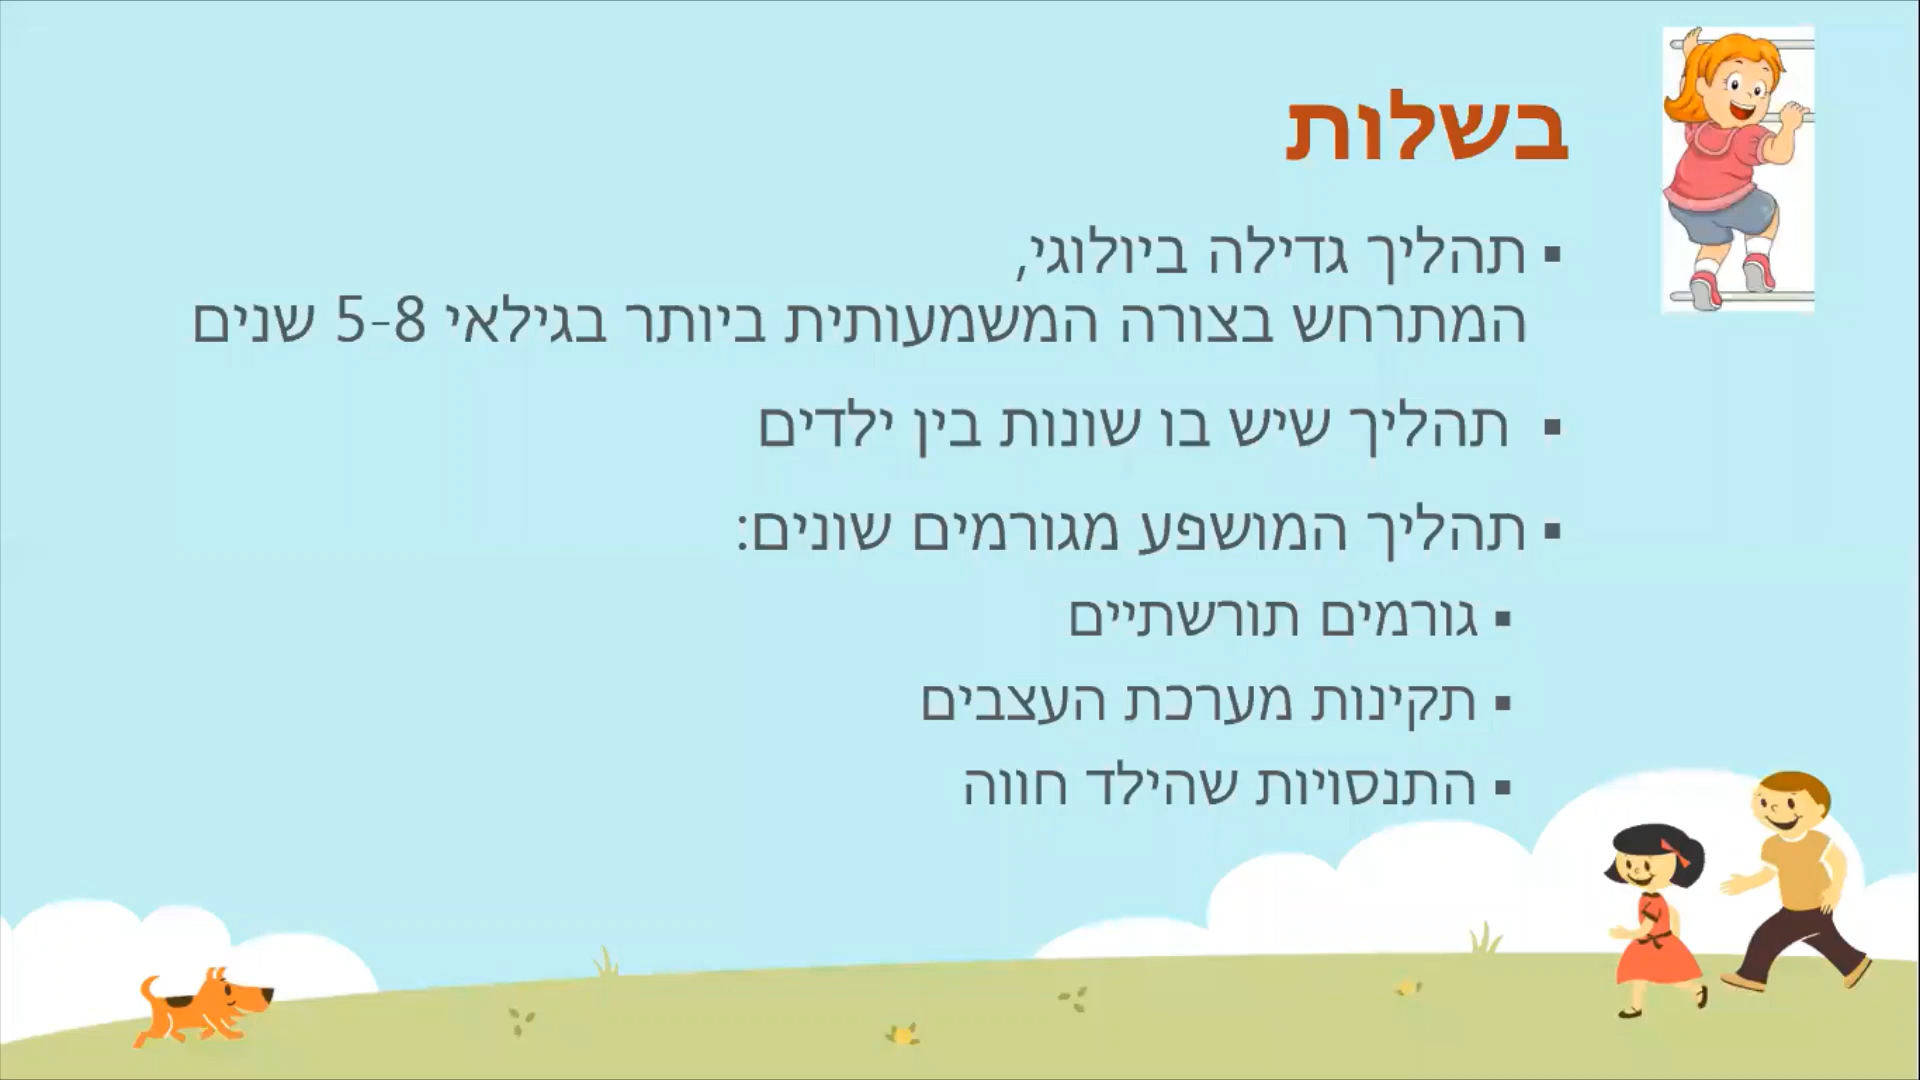 בשלות
▪ תהליך גדילה ביולוגי,
המתרחש בצורה המשמעותית ביותר בגילאי 5-8 שנים
▪ תהליך שיש בו שונות בין ילדים
▪ תהליך המושפע מגורמים שונים:
▪ גורמים תורשתיים
▪ תקינות מערכת העצבים
▪ התנסויות שהילד חווה